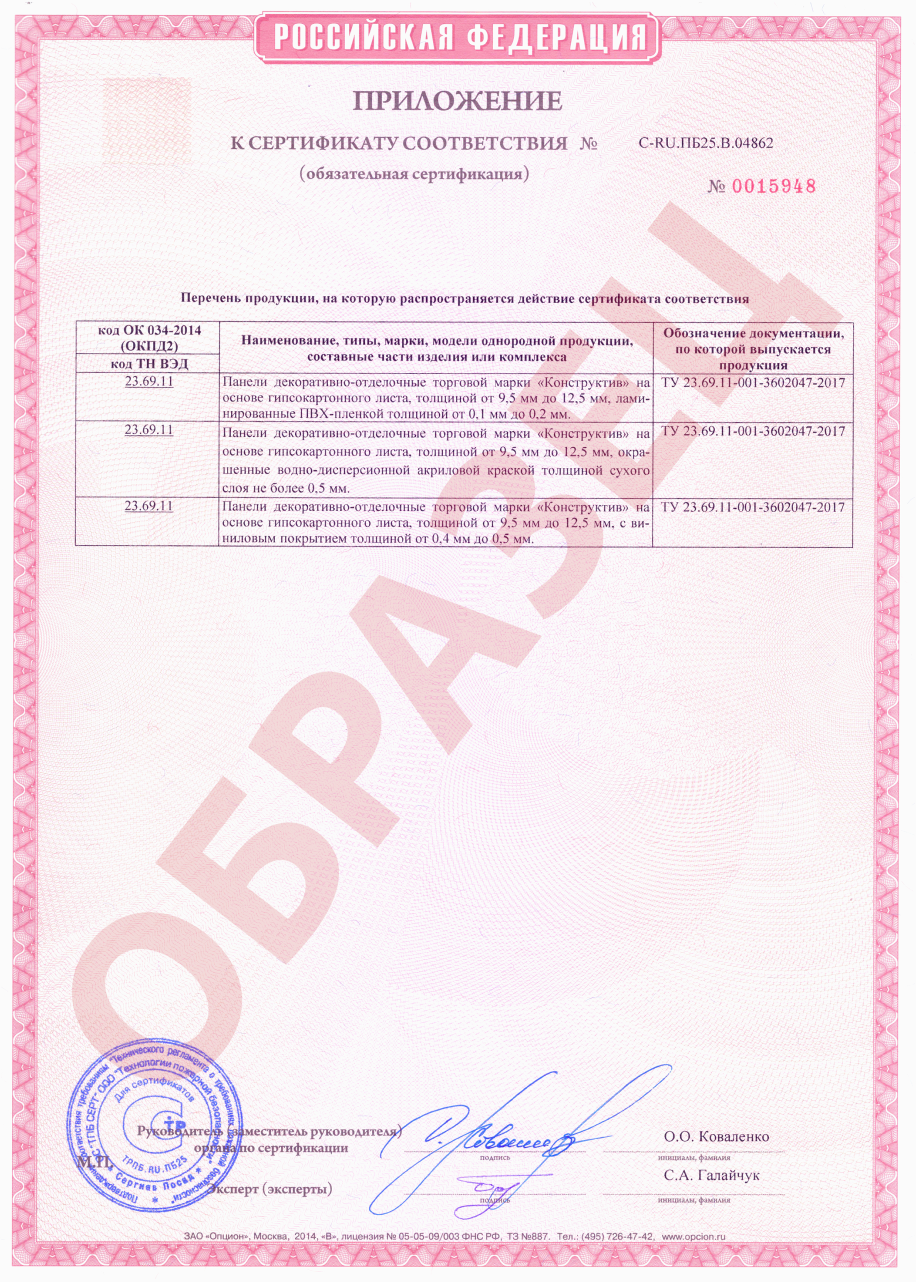 РОССИЙСКАЯ ФЕДЕРАЦИЯ
ПРИЛОЖЕНИЕ
К СЕРТИФИКАТУ СООТВЕТСТВИЯ № C-RU.ПБ25.В.04862
(обязательная сертификация)
№ 0015948
Перечень продукции, на которую распространяется действие сертификата соответствия
код ОК 034-2014
(ОКПД2)
код ТН ВЭД
Наименование, типы, марки, модели однородной продукции,
составные части изделия или комплекса
Обозначение документации,
по которой выпускается
продукция
23.69.11
Панели декоративно-отделочные торговой марки «Конструктив» на
основе гипсокартонного листа, толщиной от 9,5 мм до 12,5 мм, лами-
нированные ПВХ-пленкой толщиной от 0,1 мм до 0,2 мм.
ТУ 23.69.11-001-3602047-2017
23.69.11
Панели декоративно-отделочные торговой марки «Конструктив» на
основе гипсокартонного листа, толщиной от 9,5 мм до 12,5 мм, окра-
шенные водно-дисперсионной акриловой краской толщиной сухого
слоя не более 0,5 мм.
ТУ 23.69.11-001-3602047-2017
23.69.11
Панели декоративно-отделочные торговой марки «Конструктив» на
основе гипсокартонного листа, толщиной от 9,5 мм до 12,5 мм, с ви-
ниловым покрытием толщиной от 0,4 мм до 0,5 мм.
ТУ 23.69.11-001-3602047-2017
ОБРАЗЕЦ
Для сертификатов
ТР
ТРПБ.RU.ПБ25
Сергиев Посад
Руководитель (заместитель руководителя)
органа по сертификации
М.П.
подпись
О.О. Коваленко
инициалы, фамилия
Эксперт (эксперты)
подпись
С.А. Галайчук
инициалы, фамилия
ЗАО «Опцион», Москва, 2014, «В», лицензия № 05-05-09/003 ФНС РФ, ТЗ №887. Тел.: (495) 726-47-42, www.opcion.ru